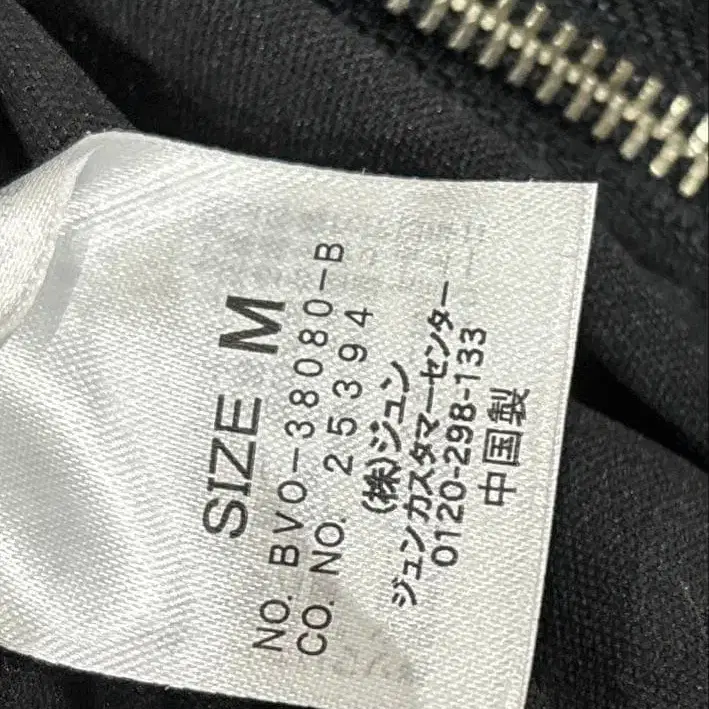 SIZE M
NO. BVO-38080-B
CO. NO. 25394
(株)ジュン
ジュンカスタマーセンター
0120-298-133
中国製